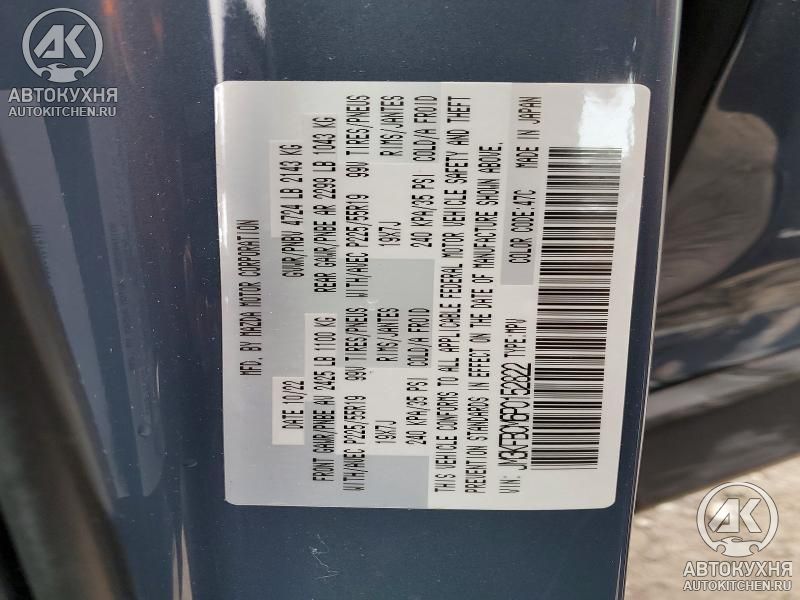 АК
АВТОКУХНЯ
AUTOKITCHEN.RU
MFD. BY MAZDA MOTOR CORPORATION
DATE 10/22 GVWR/PNBV 4724 LB 2143 KG
FRONT GAWR/PNBE AV 2425 LB 1100 KG REAR GAWR/PNBE AR 2299 LB 1043 KG
WITH/AVEC P225/55R19 99V TIRES/PNEUS WITH/AVEC P225/55R19 99V TIRES/PNEUS
19X7J RIMS/JANTES 19X7J RIMS/JANTES
240 KPA/35 PSI COLD/A FROID 240 KPA/35 PSI COLD/A FROID
THIS VEHICLE CONFORMS TO ALL APPLICABLE FEDERAL MOTOR VEHICLE SAFETY AND THEFT
PREVENTION STANDARDS IN EFFECT ON THE DATE OF MANUFACTURE SHOWN ABOVE.
VIN: JM3KFBCM6P0152822 TYPE:MPV COLOR CODE:47C MADE IN JAPAN
АК
АВТОКУХНЯ
AUTOKITCHEN.RU